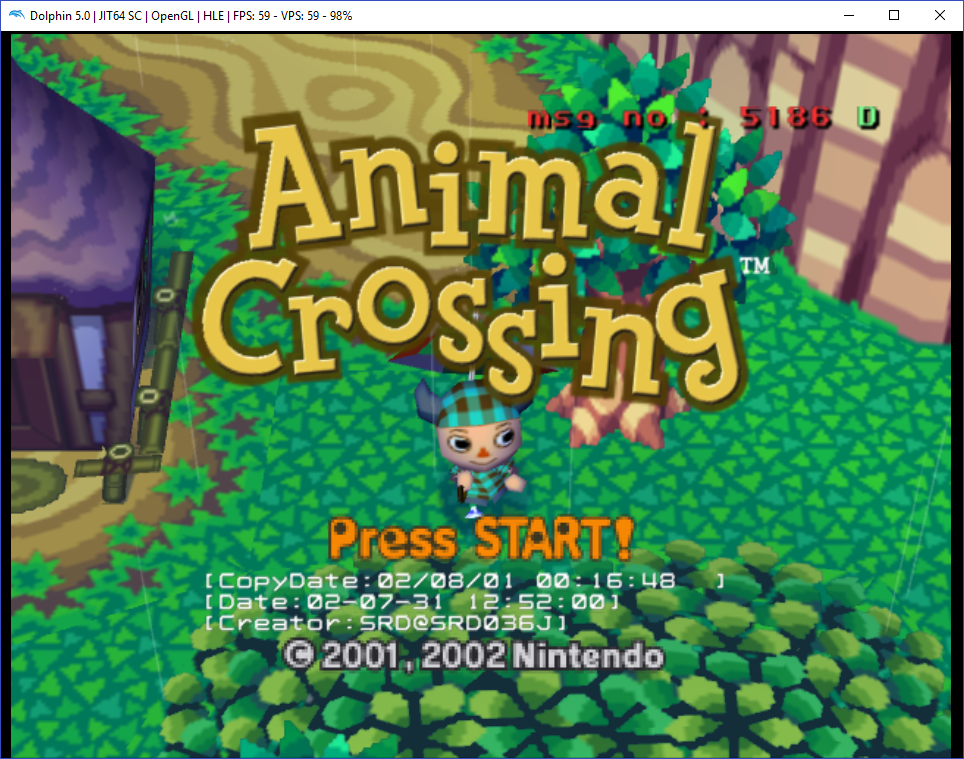 Dolphin 5.0 | JIT64 SC | OpenGL | HLE | FPS: 59 - VPS: 59 - 98%
msg no : 5186 D
Animal
Crossing™
Press START!
[CopyDate:02/08/01 00:16:48   ]
[Date:02-07-31 12:52:00]
[Creator:SRD@SRD036J]
© 2001, 2002 Nintendo